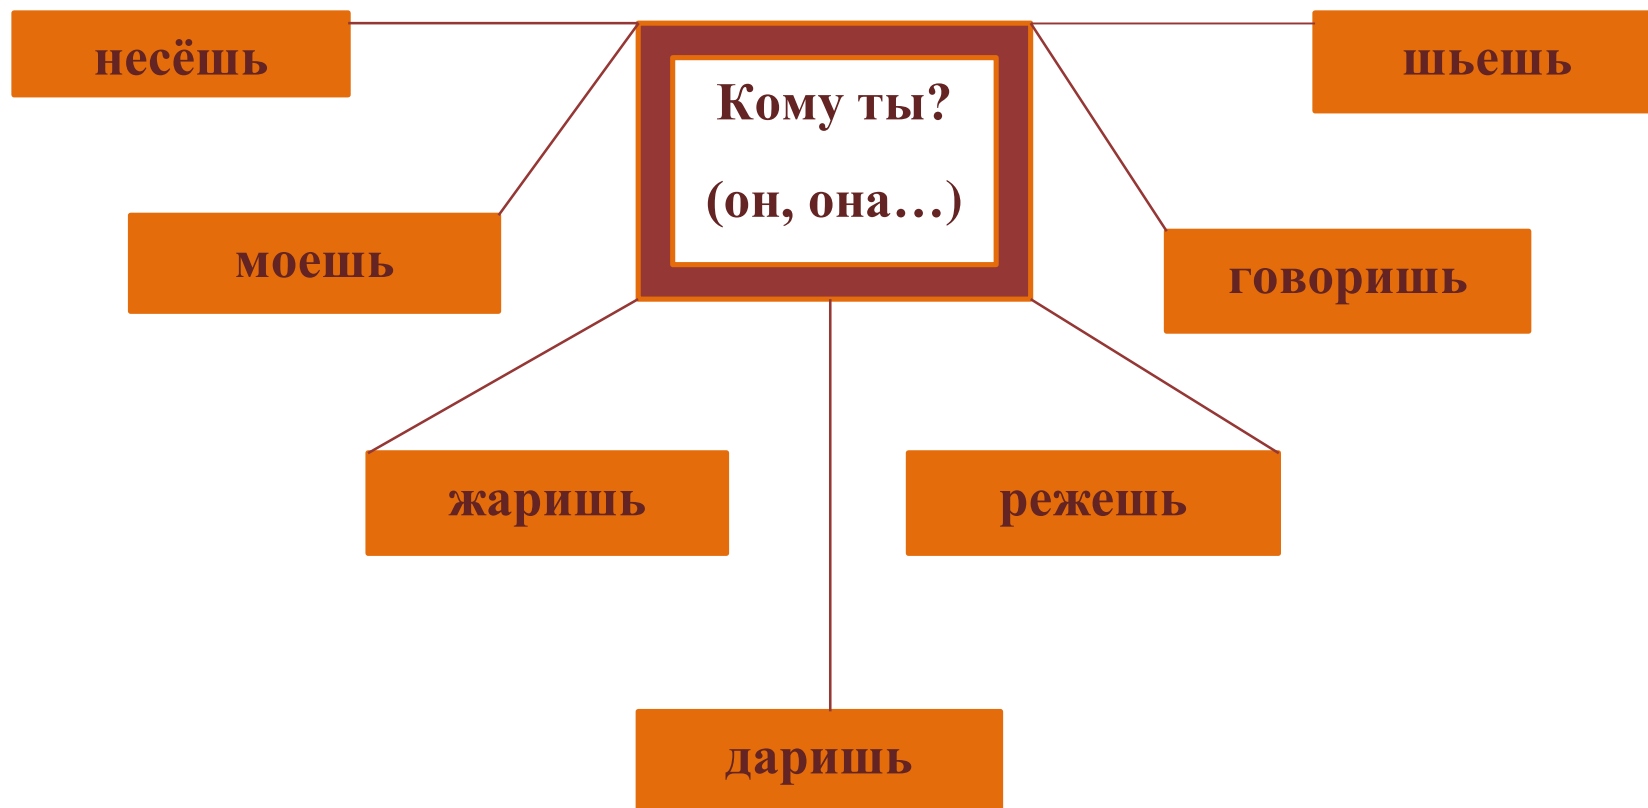 несёшь
Кому ты?
(он, она…)
шьешь
моешь
говоришь
жаришь
режешь
даришь